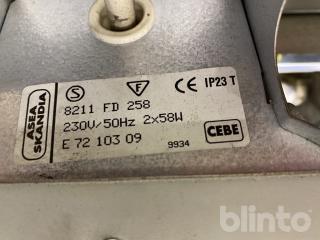 ASEA
SKANDIA
S F CE IP23 T
8211 FD 258
230V/50Hz 2x58W
E 72 103 09
9934
CEBE
blinto